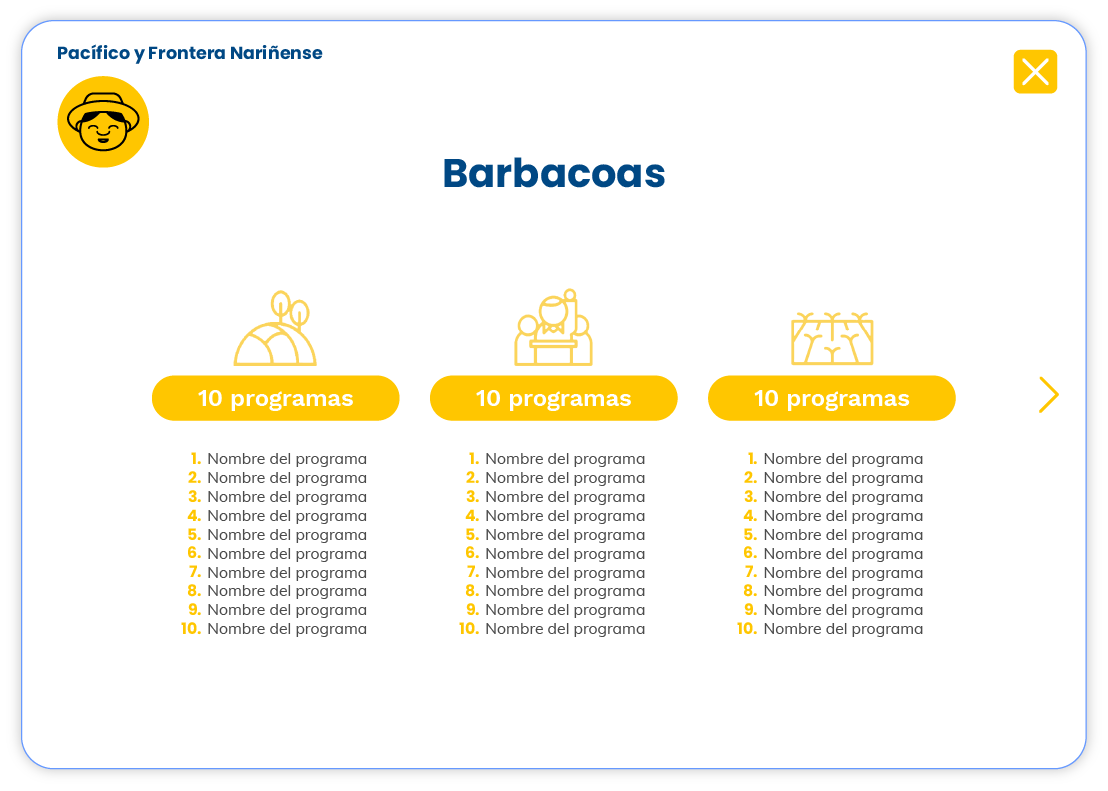 Pacífico y Frontera Nariñense
Barbacoas
10 programas
1. Nombre del programa
2. Nombre del programa
3. Nombre del programa
4. Nombre del programa
5. Nombre del programa
6. Nombre del programa
7. Nombre del programa
8. Nombre del programa
9. Nombre del programa
10. Nombre del programa
10 programas
1. Nombre del programa
2. Nombre del programa
3. Nombre del programa
4. Nombre del programa
5. Nombre del programa
6. Nombre del programa
7. Nombre del programa
8. Nombre del programa
9. Nombre del programa
10. Nombre del programa
10 programas
1. Nombre del programa
2. Nombre del programa
3. Nombre del programa
4. Nombre del programa
5. Nombre del programa
6. Nombre del programa
7. Nombre del programa
8. Nombre del programa
9. Nombre del programa
10. Nombre del programa